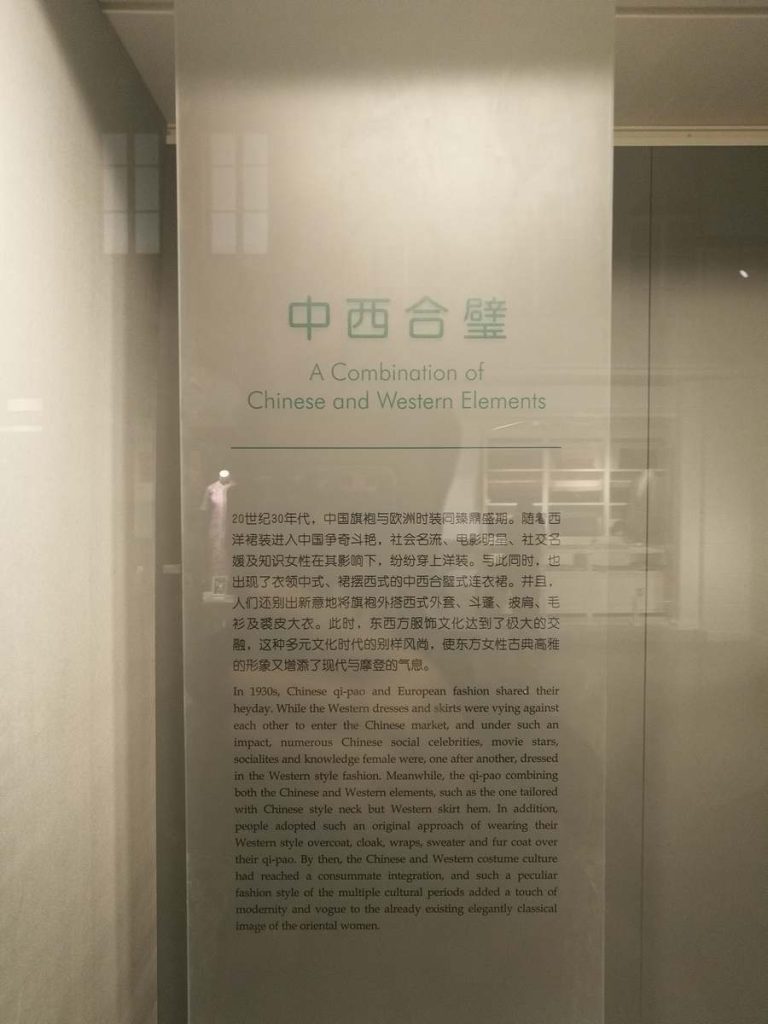 中西合璧
A Combination of
Chinese and Western Elements
20世纪30年代，中国旗袍与欧洲时装同臻鼎盛期。随着西
洋裙装进入中国争奇斗艳，社会名流、电影明星、社交名
媛及知识女性在其影响下，纷纷穿上洋装。与此同时，也
出现了衣领中式、裙摆西式的中西合璧式连衣裙。并且，
人们还别出新意地将旗袍外搭西式外套、斗篷、披肩、毛
衫及裘皮大衣。此时，东西方服饰文化达到了极大的交
融，这种多元文化时代的别样风尚，使东方女性古典高雅
的形象又增添了现代与摩登的气息。
In 1930s, Chinese qi-pao and European fashion shared their
heyday. While the Western dresses and skirts were vying against
each other to enter the Chinese market, and under such an
impact, numerous Chinese social celebrities, movie stars,
socialites and knowledge female were, one after another, dressed
in the Western style fashion. Meanwhile, the qi-pao combining
both the Chinese and Western elements, such as the one tailored
with Chinese style neck but Western skirt hem. In addition,
people adopted such an original approach of wearing their
Western style overcoat, cloak, wraps, sweater and fur coat over
their qi-pao. By then, the Chinese and Western costume culture
had reached a consummate integration, and such a peculiar
fashion style of the multiple cultural periods added a touch of
modernity and vogue to the already existing elegantly classical
image of the oriental women.